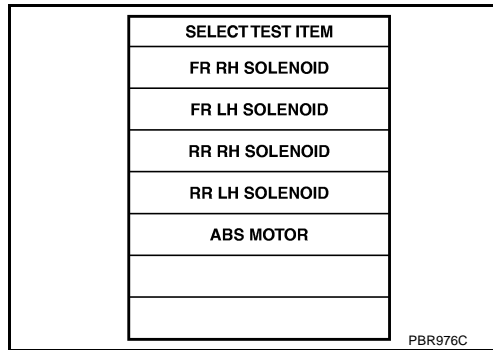 SELECT TEST ITEM
FR RH SOLENOID
FR LH SOLENOID
RR RH SOLENOID
RR LH SOLENOID
ABS MOTOR
PBR976C